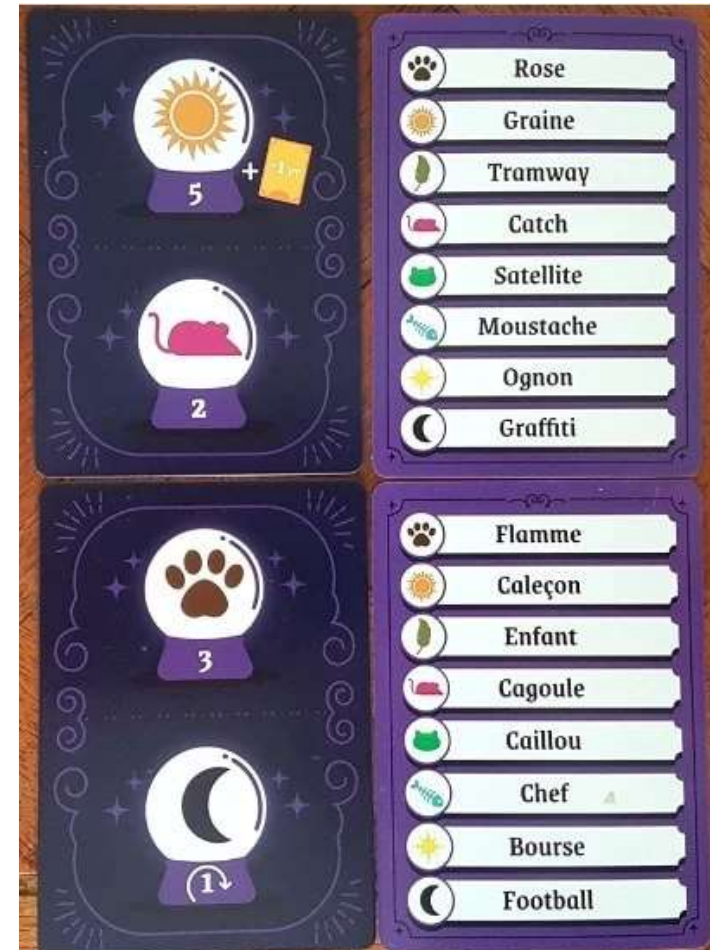 5
+
2
Rose
Graine
Tramway
Catch
Satellite
Moustache
Ognon
Graffiti
3
1
Flamme
Caleçon
Enfant
Cagoule
Caillou
Chef
Bourse
Football